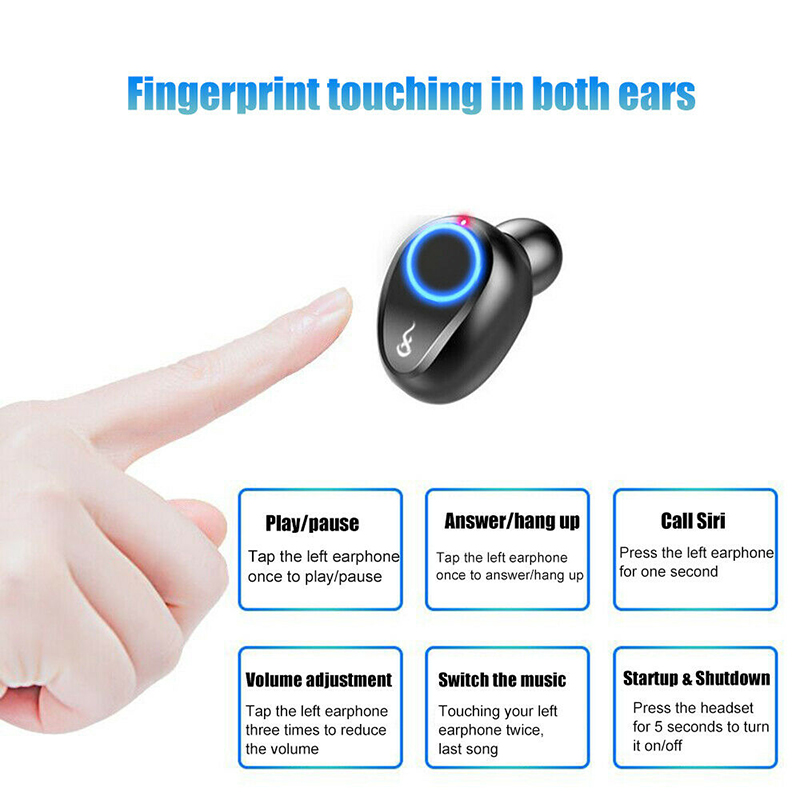 Fingerprint touching in both ears
Play/pause
Tap the left earphone
once to play/pause
Answer/hang up
Tap the left earphone
once to answer/hang up
Call Siri
Press the left earphone
for one second
Volume adjustment
Tap the left earphone
three times to reduce
the volume
Switch the music
Touching your left
earphone twice,
last song
Startup & Shutdown
Press the headset
for 5 seconds to turn
it on/off